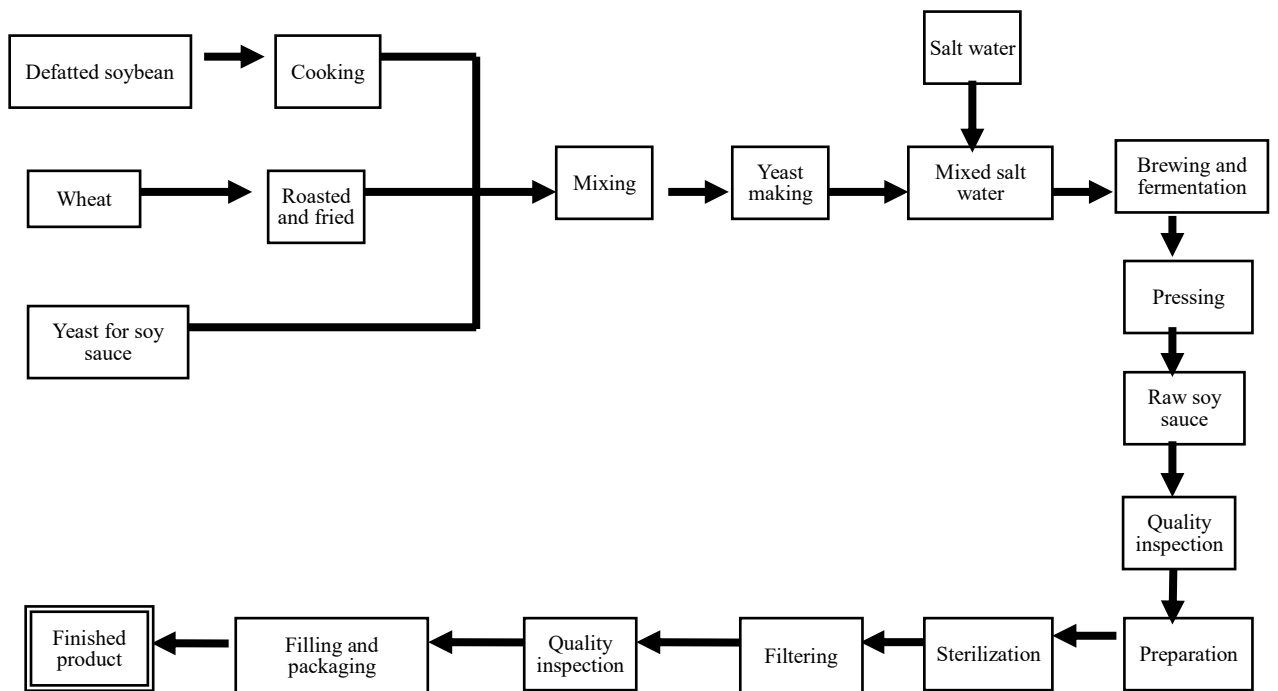 Defatted soybean
Cooking
Salt water
Wheat
Roasted
and fried
Mixing
Yeast
making
Mixed salt
water
Brewing and
fermentation
Yeast for soy
sauce
Pressing
Raw soy
sauce
Quality
inspection
Preparation
Sterilization
Filtering
Quality
inspection
Filling and
packaging
Finished
product